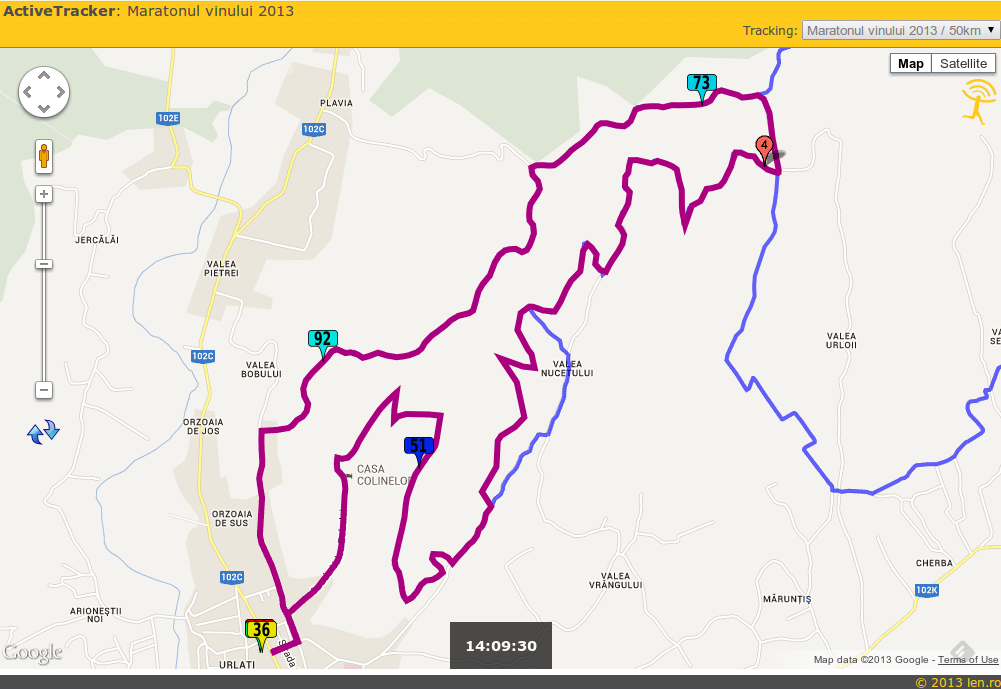 ActiveTracker: Maratonul vinului 2013
Tracking: Maratonul vinului 2013 / 50km
Map Satellite
73
PLAVIA
102E
102C
4
JERCĂLĂI
VALEA
PIETREI
92
102C
VALEA
BOBULUI
VALEA
NUCETULUI
VALEA
URLOII
ORZOAIA
DE JOS
51
CASA
COLINELOR
ORZOAIA
DE SUS
102C
VALEA
VRÂNGULUI
CHERBA
102K
MĂRUNȚIȘ
ARIONEȘTII
NOI
36
Strada
URLAȚI
14:09:30
Google
Map data ©2013 Google - Terms of Use
© 2013 len.ro